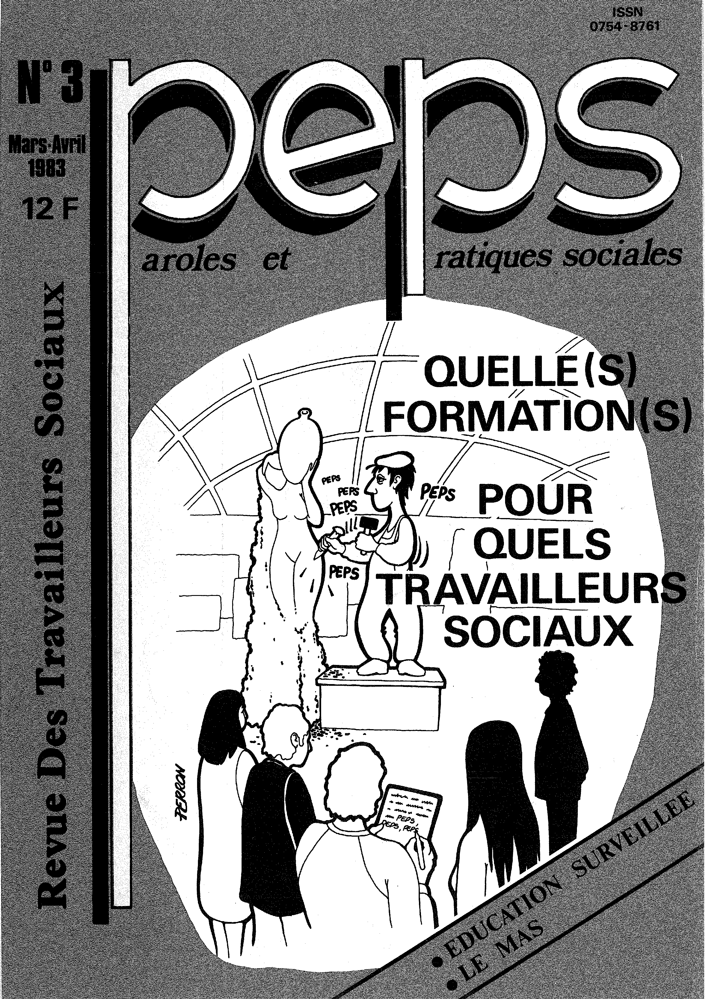 ISSN
0754-8761
N° 3
Mars-Avril
1983
12 F
peps
aroles et
ratiques sociales
Revue Des Travailleurs Sociaux
QUELLE(S)
FORMATION(S)
POUR
QUELS
TRAVAILLEURS
SOCIAUX
PEPS
PEPS
PEPS
PEPS
PEPS
PEPS,
PEPS, PEPS
PERRON
• EDUCATION SURVEILLEE
• LE MAS